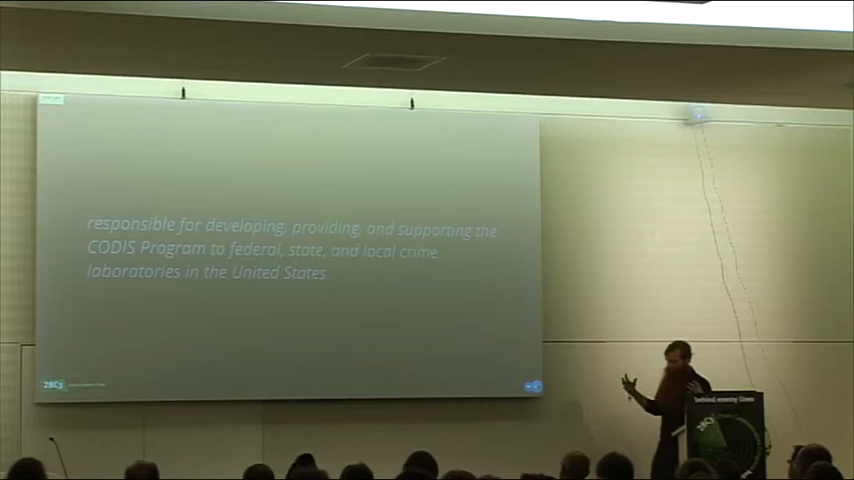 responsible for developing, providing, and supporting the
CODIS Program to federal, state, and local crime
laboratories in the United States
28C3
behind enemy lines